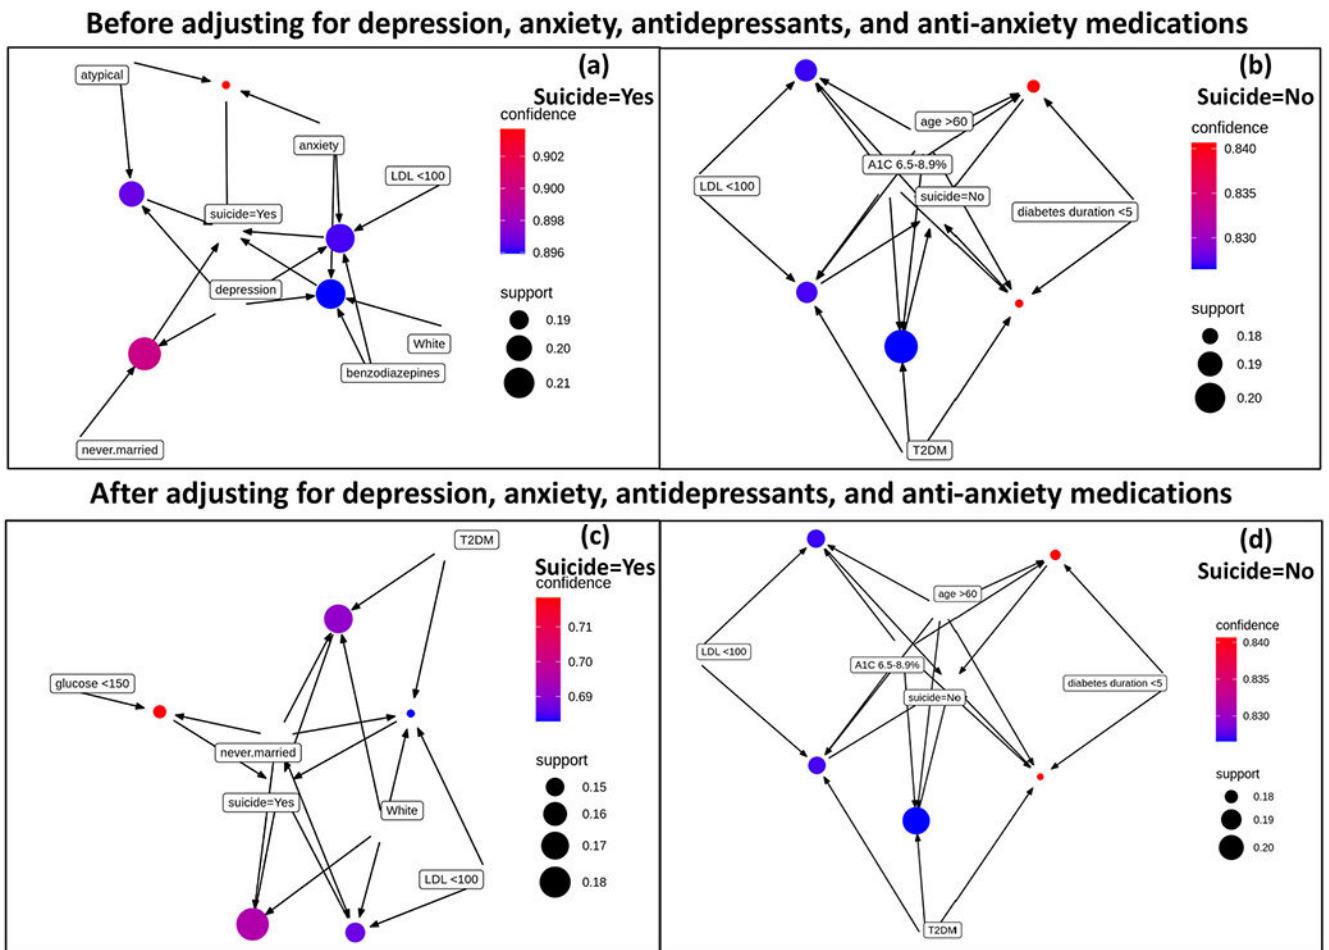 Before adjusting for depression, anxiety, antidepressants, and anti-anxiety medications
(a)
Suicide=Yes
atypical
anxiety
LDL <100
suicide=Yes
depression
White
benzodiazepines
never.married
confidence
0.902
0.900
0.898
0.896
support
0.19
0.20
0.21
(b)
Suicide=No
age >60
A1C 6.5-8.9%
LDL <100
suicide=No
diabetes duration <5
T2DM
confidence
0.840
0.835
0.830
support
0.18
0.19
0.20
After adjusting for depression, anxiety, antidepressants, and anti-anxiety medications
(c)
Suicide=Yes
T2DM
glucose <150
never.married
suicide=Yes
White
LDL <100
confidence
0.71
0.70
0.69
support
0.15
0.16
0.17
0.18
(d)
Suicide=No
age >60
LDL <100
A1C 6.5-8.9%
diabetes duration <5
suicide=No
T2DM
confidence
0.840
0.835
0.830
support
0.18
0.19
0.20